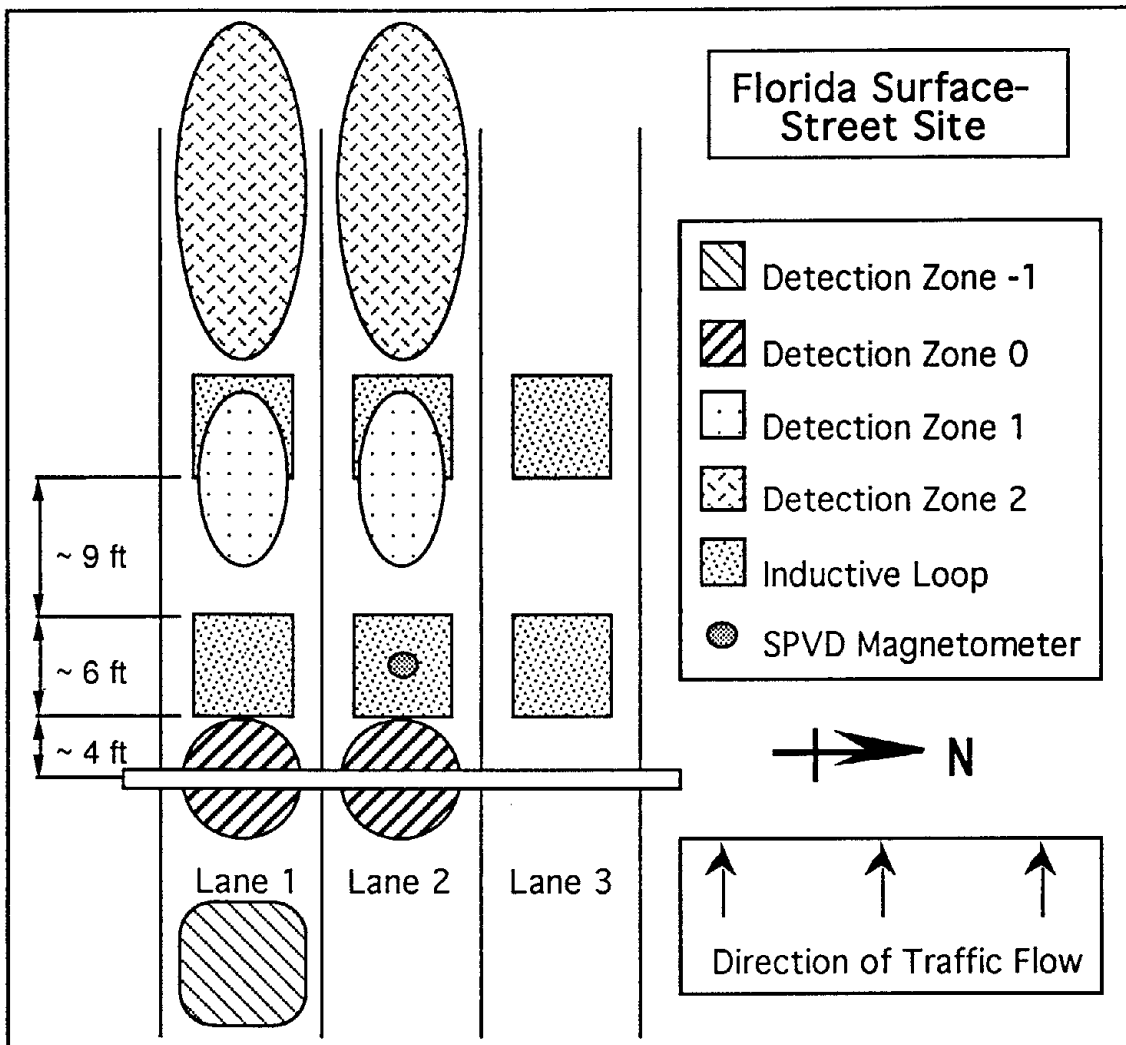 Florida Surface-
Street Site
Detection Zone -1
Detection Zone 0
Detection Zone 1
Detection Zone 2
Inductive Loop
SPVD Magnetometer
~ 9 ft
~ 6 ft
~ 4 ft
N
Lane 1
Lane 2
Lane 3
Direction of Traffic Flow